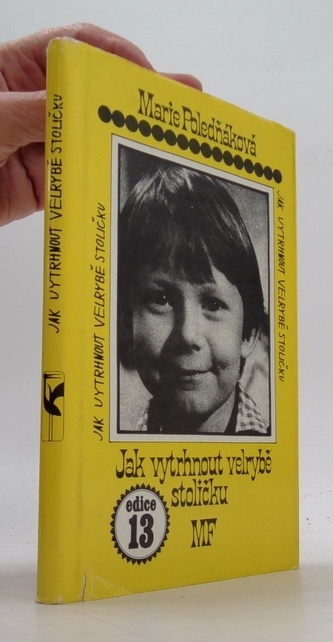 JAK VYTRHNOUT VELRYBĚ STOLIČKU
Marie Poledňáková
JAK VYTRHNOUT VELRYBĚ STOLIČKU
JAK VYTRHNOUT VELRYBĚ STOLIČKU
Jak vytrhnout velrybě
stoličku
edice
13
MF